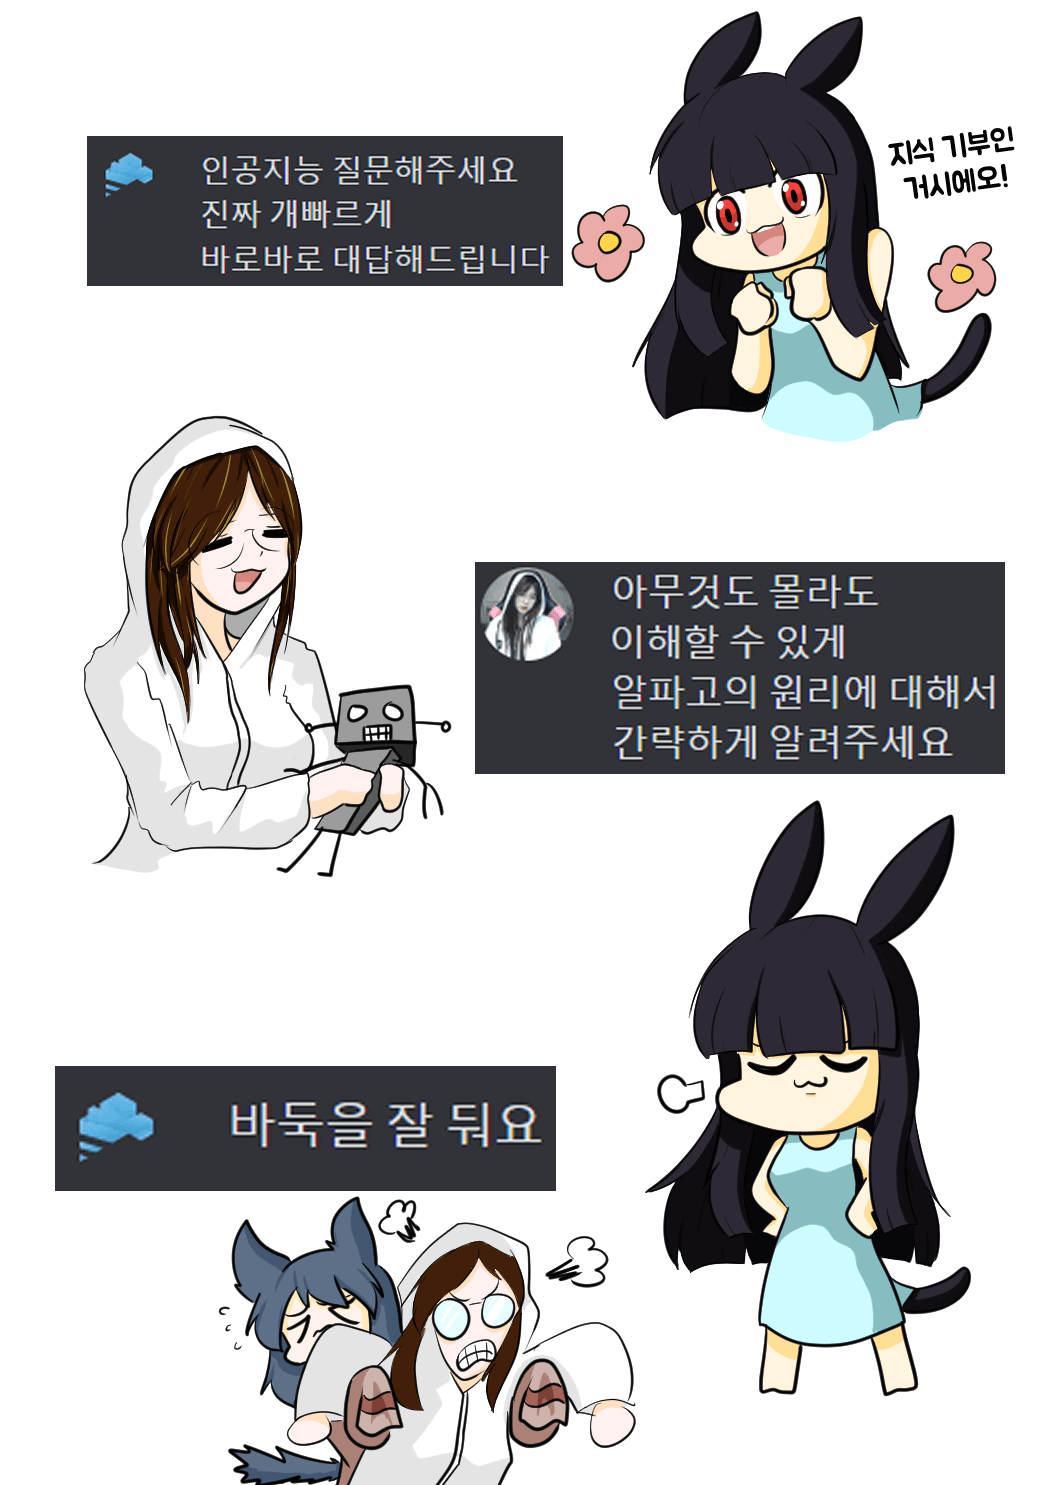 인공지능 질문해주세요
진짜 개빠르게
바로바로 대답해드립니다
지식 기부인
거시에오!
아무것도 몰라도
이해할 수 있게
알파고의 원리에 대해서
간략하게 알려주세요
바둑을 잘 둬요